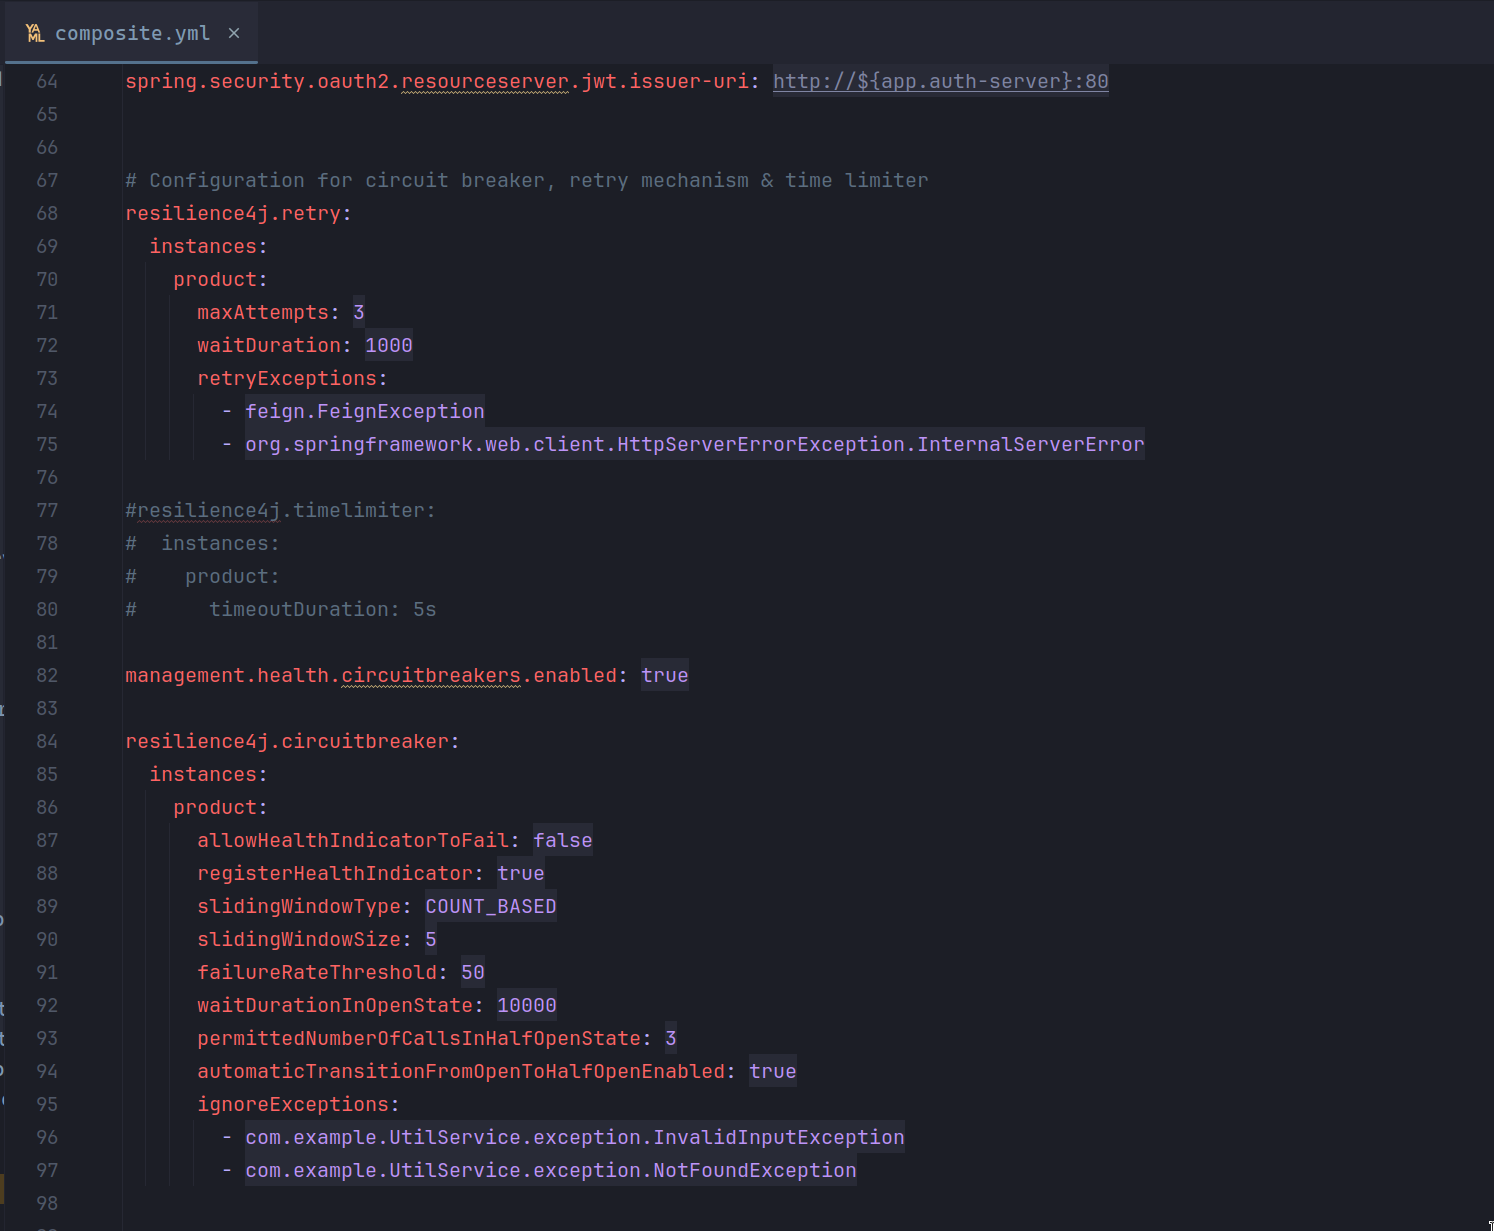 composite.yml ×
64 spring.security.oauth2.resourceserver.jwt.issuer-uri: http://${app.auth-server}:80
65
66
67 # Configuration for circuit breaker, retry mechanism & time limiter
68 resilience4j.retry:
69   instances:
70     product:
71       maxAttempts: 3
72       waitDuration: 1000
73       retryExceptions:
74         - feign.FeignException
75         - org.springframework.web.client.HttpServerErrorException.InternalServerError
76
77 #resilience4j.timelimiter:
78 #  instances:
79 #    product:
80 #      timeoutDuration: 5s
81
82 management.health.circuitbreakers.enabled: true
83
84 resilience4j.circuitbreaker:
85   instances:
86     product:
87       allowHealthIndicatorToFail: false
88       registerHealthIndicator: true
89       slidingWindowType: COUNT_BASED
90       slidingWindowSize: 5
91       failureRateThreshold: 50
92       waitDurationInOpenState: 10000
93       permittedNumberOfCallsInHalfOpenState: 3
94       automaticTransitionFromOpenToHalfOpenEnabled: true
95       ignoreExceptions:
96         - com.example.UtilService.exception.InvalidInputException
97         - com.example.UtilService.exception.NotFoundException
98